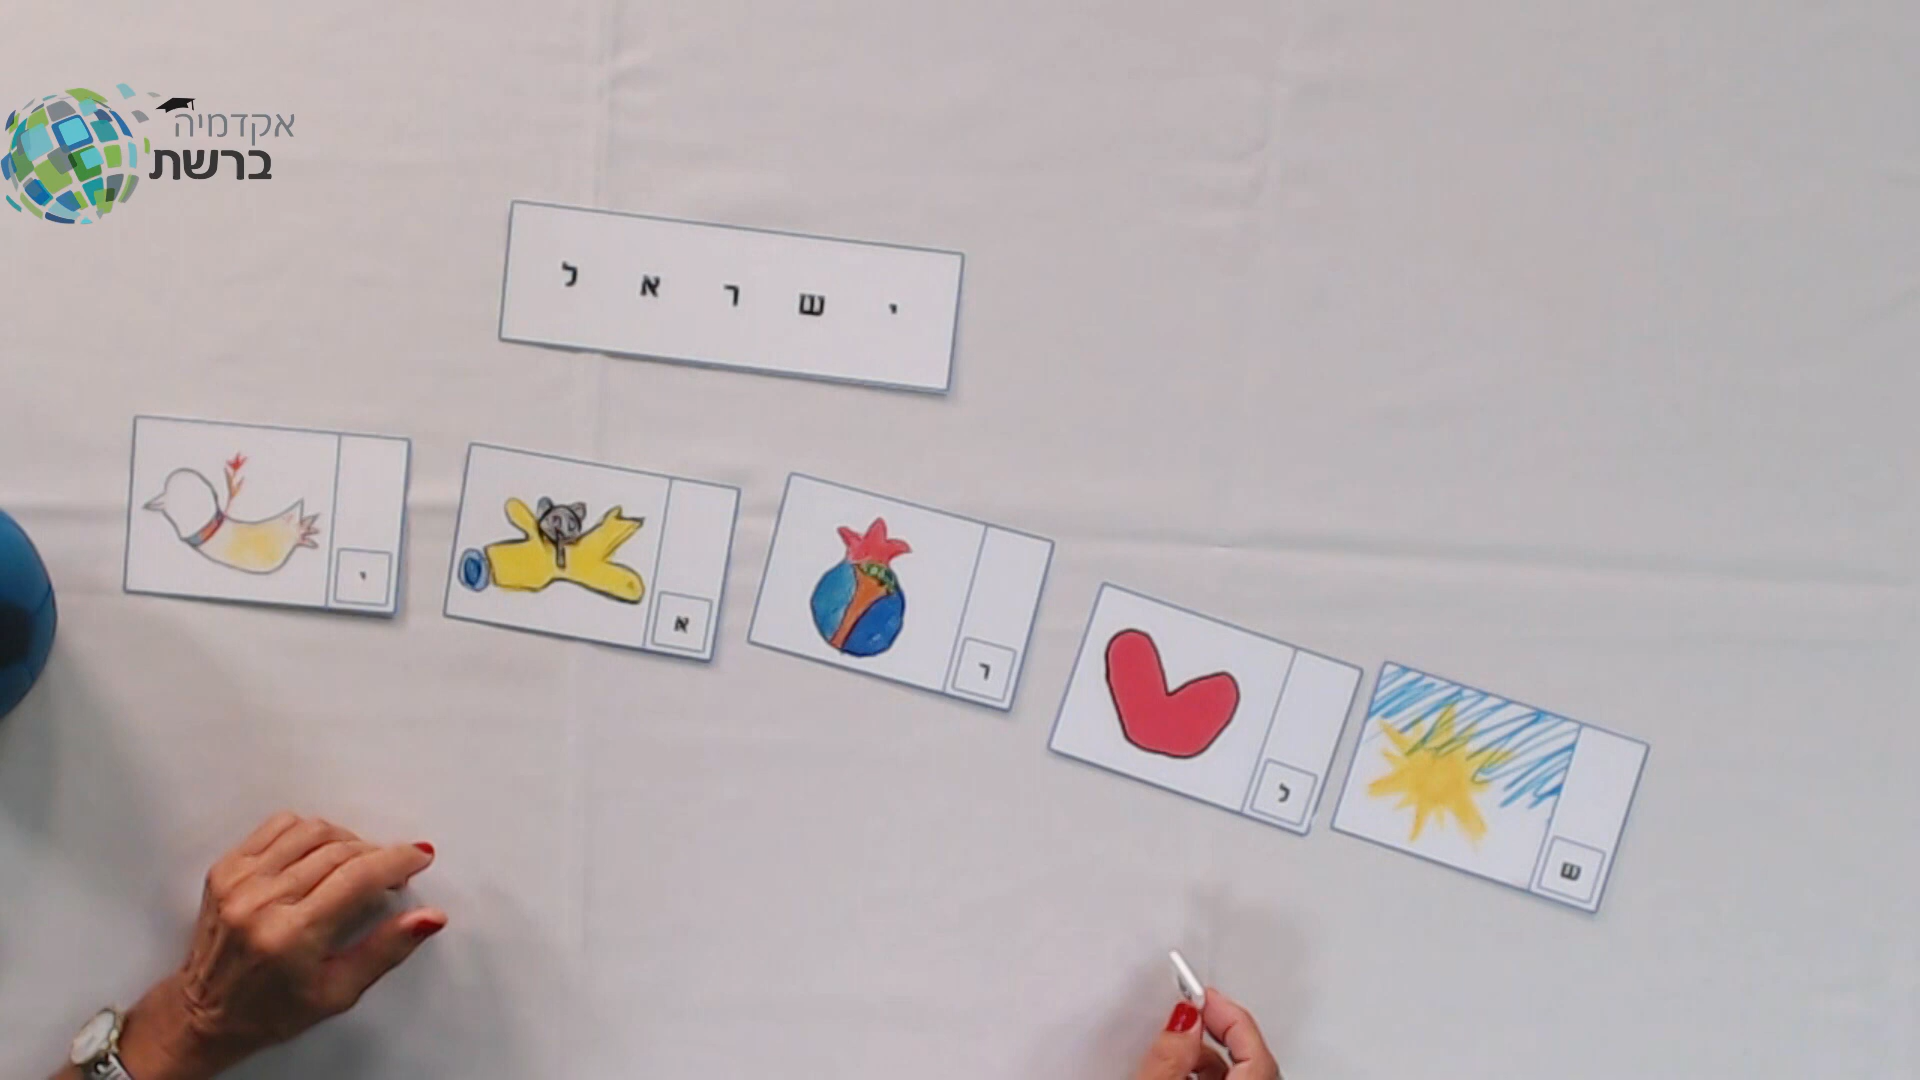 אקדמיה
ברשת
י ש ר א ל
י
א
ר
ל
ש